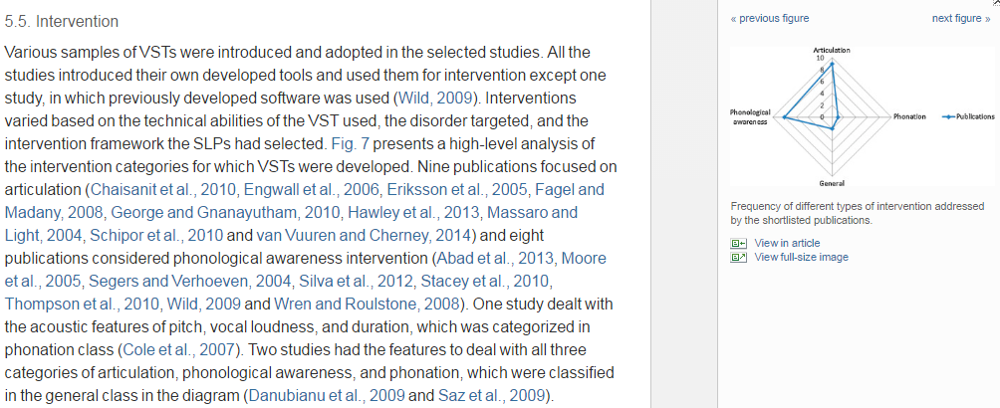 5.5. Intervention
Various samples of VSTs were introduced and adopted in the selected studies. All the
studies introduced their own developed tools and used them for intervention except one
study, in which previously developed software was used (Wild, 2009). Interventions
varied based on the technical abilities of the VST used, the disorder targeted, and the
intervention framework the SLPs had selected. Fig. 7 presents a high-level analysis of
the intervention categories for which VSTs were developed. Nine publications focused on
articulation (Chaisanit et al., 2010, Engwall et al., 2006, Eriksson et al., 2005, Fagel and
Madany, 2008, George and Gnanayutham, 2010, Hawley et al., 2013, Massaro and
Light, 2004, Schipor et al., 2010 and van Vuuren and Cherney, 2014) and eight
publications considered phonological awareness intervention (Abad et al., 2013, Moore
et al., 2005, Segers and Verhoeven, 2004, Silva et al., 2012, Stacey et al., 2010,
Thompson et al., 2010, Wild, 2009 and Wren and Roulstone, 2008). One study dealt with
the acoustic features of pitch, vocal loudness, and duration, which was categorized in
phonation class (Cole et al., 2007). Two studies had the features to deal with all three
categories of articulation, phonological awareness, and phonation, which were classified
in the general class in the diagram (Danubianu et al., 2009 and Saz et al., 2009).
« previous figure
next figure »
Articulation
10
8
6
4
2
0
Phonological
awareness
Phonation
Publications
General
Frequency of different types of intervention addressed
by the shortlisted publications.
View in article
View full-size image